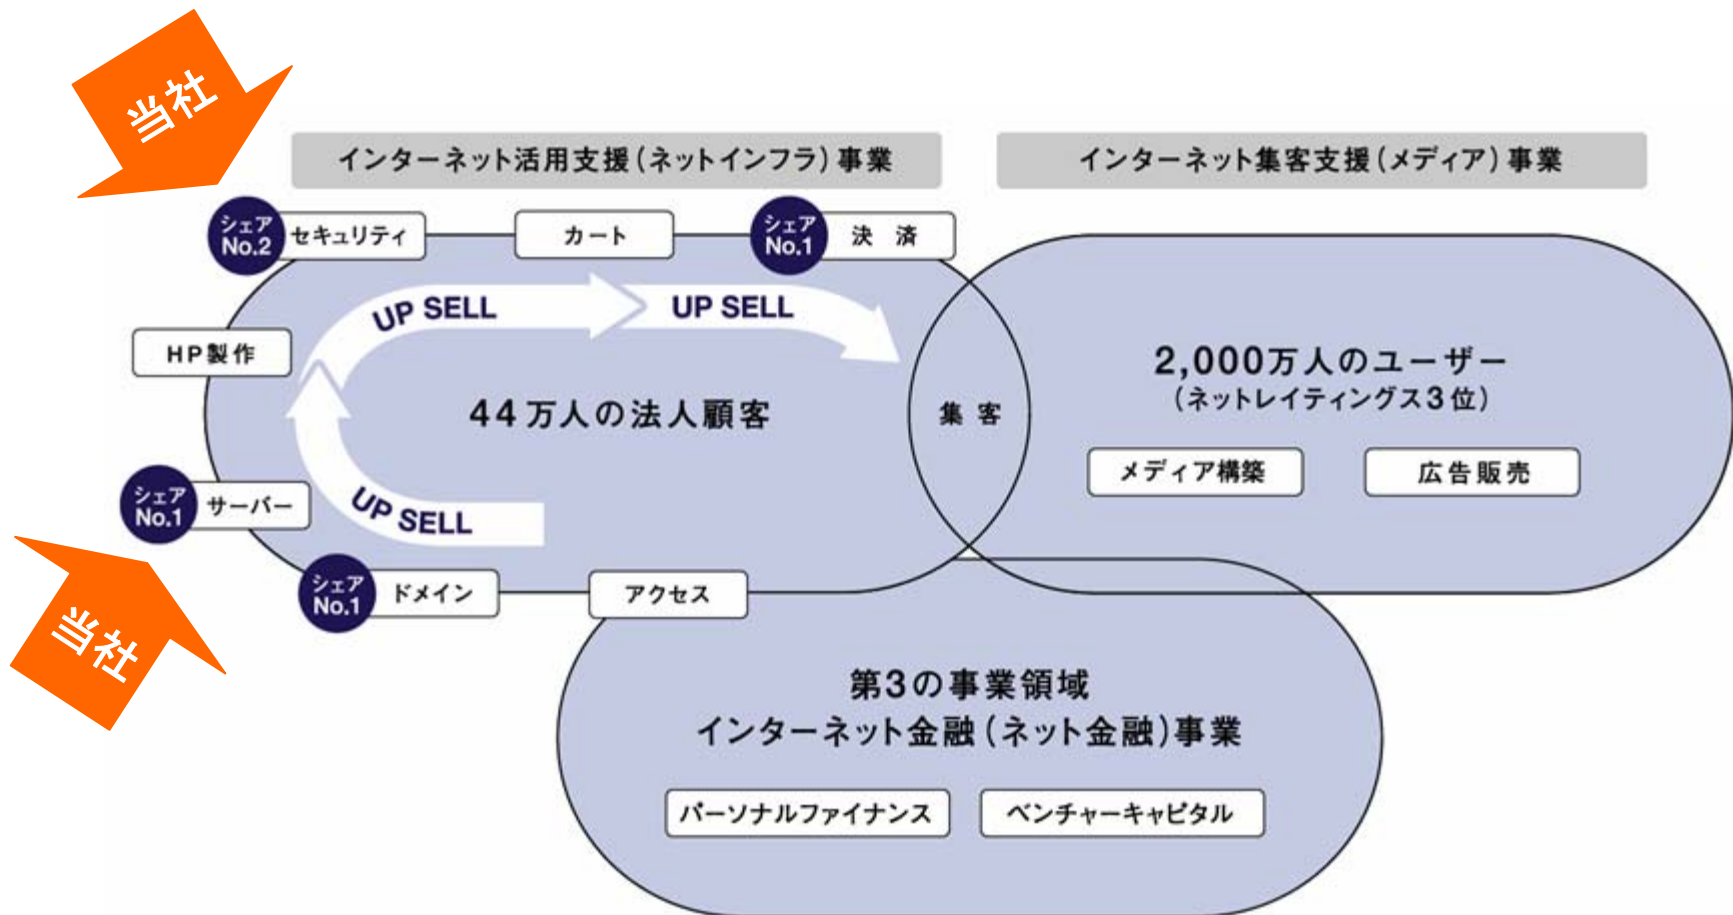 当社
インターネット活用支援(ネットインフラ)事業
インターネット集客支援(メディア)事業
シェア
No.2
セキュリティ
カート
シェア
No.1
決 済
UP SELL
UP SELL
HP製作
2,000万人のユーザー
(ネットレイティングス3位)
44万人の法人顧客
集 客
メディア構築
広告販売
シェア
No.1
サーバー
UP SELL
シェア
No.1
ドメイン
アクセス
当社
第3の事業領域
インターネット金融(ネット金融)事業
パーソナルファイナンス
ベンチャーキャピタル